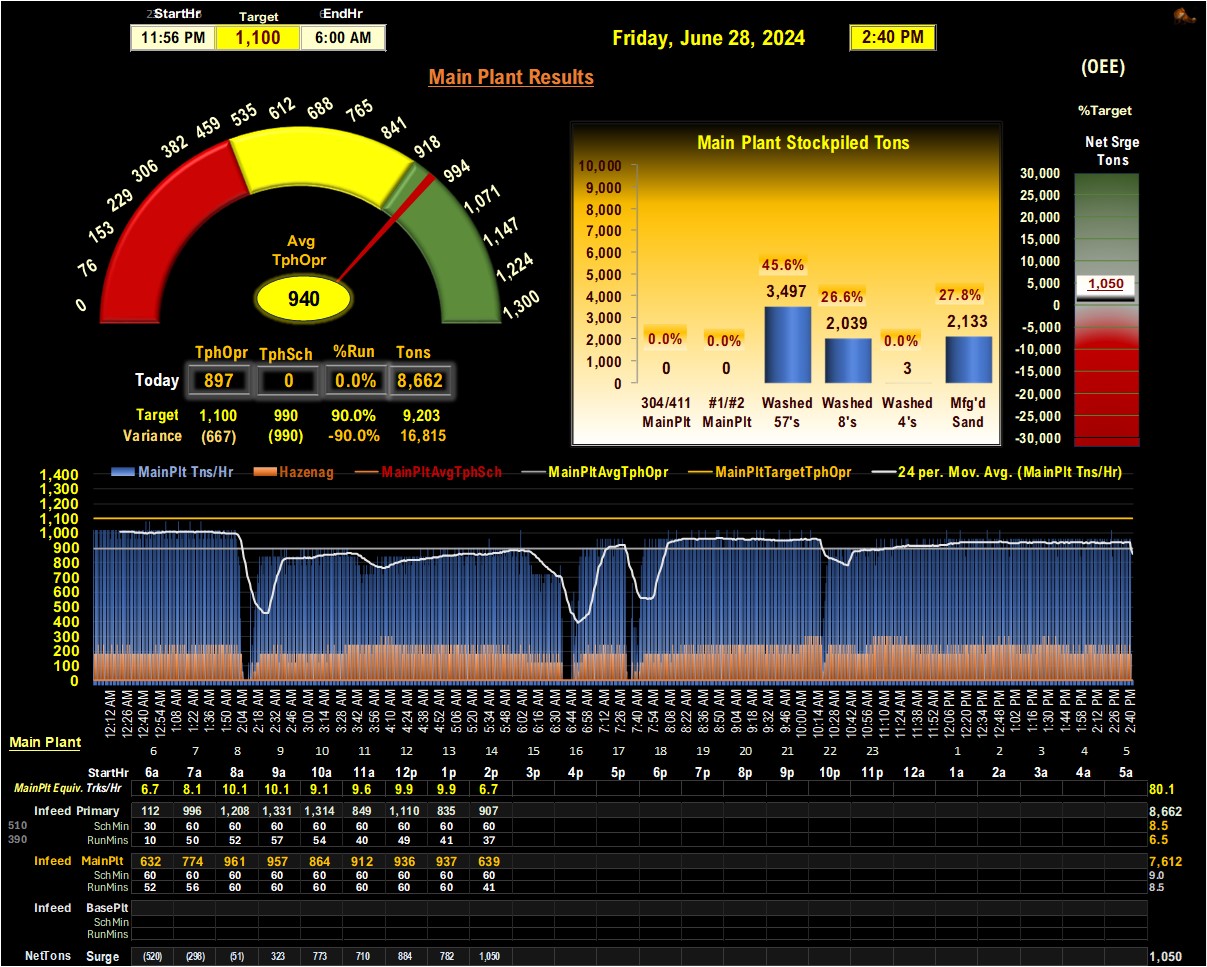 StartHr Target EndHr
11:56 PM 1,100 6:00 AM
Friday, June 28, 2024 2:40 PM
Main Plant Results
(OEE)
%Target
Net Srge
Tons
30,000
25,000
20,000
15,000
10,000
5,000
1,050
0
-5,000
-10,000
-15,000
-20,000
-25,000
-30,000
0
76
153
229
306
382
459
535
612
688
765
841
918
994
1,071
1,147
1,224
1,300
Avg
TphOpr
940
TphOpr TphSch %Run Tons
Today 897 0 0.0% 8,662
Target 1,100 990 90.0% 9,203
Variance (667) (990) -90.0% 16,815
Main Plant Stockpiled Tons
10,000
9,000
8,000
7,000
6,000
5,000
4,000
3,000
2,000
1,000
0
0.0% 0.0% 45.6% 26.6% 0.0% 27.8%
0 0 3,497 2,039 3 2,133
304/411 #1/#2 Washed Washed Washed Mfg'd
MainPlt MainPlt 57's 8's 4's Sand
MainPlt Tns/Hr Hazenag MainPltAvgTphSch MainPltAvgTphOpr MainPltTargetTphOpr 24 per. Mov. Avg. (MainPlt Tns/Hr)
1,400
1,300
1,200
1,100
1,000
900
800
700
600
500
400
300
200
100
0
12:12 AM
12:26 AM
12:40 AM
12:54 AM
1:08 AM
1:22 AM
1:36 AM
1:50 AM
2:04 AM
2:18 AM
2:32 AM
2:46 AM
3:00 AM
3:14 AM
3:28 AM
3:42 AM
3:56 AM
4:10 AM
4:24 AM
4:38 AM
4:52 AM
5:06 AM
5:20 AM
5:34 AM
5:48 AM
6:02 AM
6:16 AM
6:30 AM
6:44 AM
6:58 AM
7:12 AM
7:26 AM
7:40 AM
7:54 AM
8:08 AM
8:22 AM
8:36 AM
8:50 AM
9:04 AM
9:18 AM
9:32 AM
9:46 AM
10:00 AM
10:14 AM
10:28 AM
10:42 AM
10:56 AM
11:10 AM
11:24 AM
11:38 AM
11:52 AM
12:06 PM
12:20 PM
12:34 PM
12:48 PM
1:02 PM
1:16 PM
1:30 PM
1:44 PM
1:58 PM
2:12 PM
2:26 PM
2:40 PM
Main Plant
6 7 8 9 10 11 12 13 14 15 16 17 18 19 20 21 22 23 1 2 3 4 5
StartHr 6a 7a 8a 9a 10a 11a 12p 1p 2p 3p 4p 5p 6p 7p 8p 9p 10p 11p 12a 1a 2a 3a 4a 5a
MainPlt Equiv. Trks/Hr 6.7 8.1 10.1 10.1 9.1 9.6 9.9 9.9 6.7 80.1
Infeed Primary 112 996 1,208 1,331 1,314 849 1,110 835 907 8,662
510 SchMin 30 60 60 60 60 60 60 60 60 8.5
390 RunMins 10 50 52 57 54 40 49 41 37 6.5
Infeed MainPlt 632 774 961 957 864 912 936 937 639 7,612
SchMin 60 60 60 60 60 60 60 60 60 9.0
RunMins 52 56 60 60 60 60 60 60 41 8.5
Infeed BasePlt
SchMin
RunMins
NetTons Surge (520) (298) (51) 323 773 710 884 782 1,050 1,050